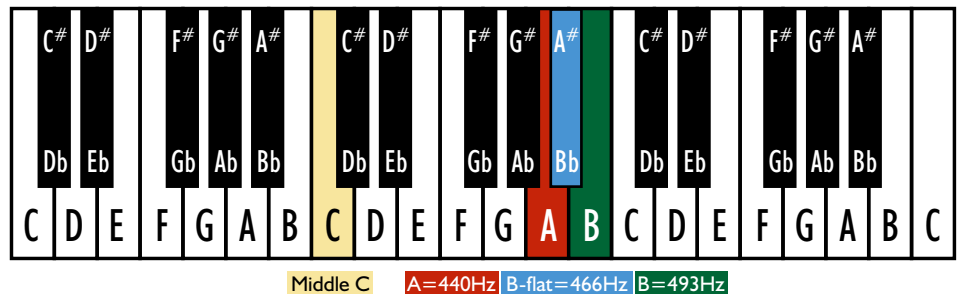 C# D# F# G# A# C# D# F# G# A# C# D# F# G# A#
Db Eb Gb Ab Bb Db Eb Gb Ab Bb Db Eb Gb Ab Bb
C D E F G A B C D E F G A B C D E F G A B C
Middle C A=440Hz B-flat=466Hz B=493Hz